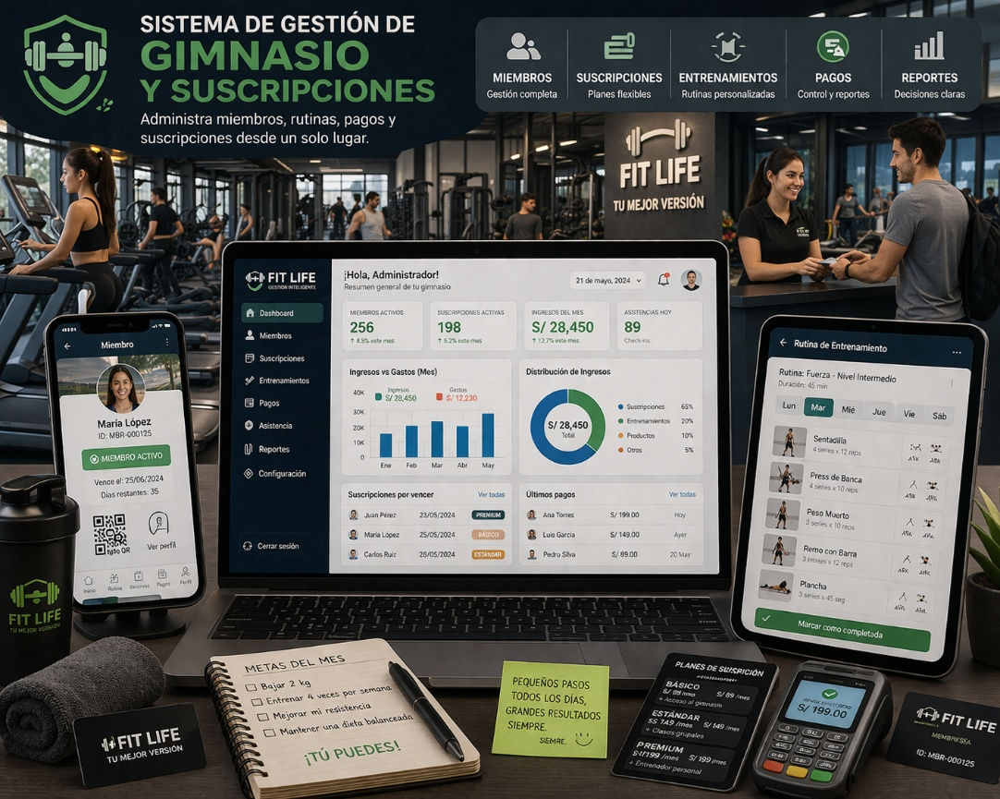 SISTEMA DE GESTIÓN DE
GIMNASIO
Y SUSCRIPCIONES
Administra miembros, rutinas, pagos y
suscripciones desde un solo lugar.
MIEMBROS
Gestión completa
SUSCRIPCIONES
Planes flexibles
ENTRENAMIENTOS
Rutinas personalizadas
PAGOS
Control y reportes
REPORTES
Decisiones claras
FIT LIFE
TU MEJOR VERSIÓN
FIT LIFE
GESTIÓN INTELIGENTE
Dashboard
Miembros
Suscripciones
Entrenamientos
Pagos
Asistencia
Reportes
Configuración
Cerrar sesión
¡Hola, Administrador!
Resumen general de tu gimnasio
21 de mayo, 2024
MIEMBROS ACTIVOS
256
↑ 8.5% este mes
SUSCRIPCIONES ACTIVAS
198
↑ 5.2% este mes
INGRESOS DEL MES
S/ 28,450
↑ 12.7% este mes
ASISTENCIAS HOY
89
Check-ins
Ingresos vs Gastos (Mes)
Ingresos
S/ 28,450
Gastos
S/ 12,230
40K
30K
20K
10K
0
Ene Feb Mar Abr May
Distribución de Ingresos
S/ 28,450
Total
Suscripciones 65%
Entrenamientos 20%
Productos 10%
Otros 5%
Suscripciones por vencer
Ver todas
Juan Pérez 23/05/2024 PREMIUM
María López 25/05/2024 BÁSICO
Carlos Ruiz 28/05/2024 ESTÁNDAR
Últimos pagos
Ver todas
Ana Torres S/ 199.00 Hoy
Luis García S/ 149.00 Ayer
Pedro Silva S/ 89.00 20 May
Miembro
María López
ID: MBR-000125
MIEMBRO ACTIVO
Vence el: 25/06/2024
Días restantes: 35
Ver perfil
Inicio
Rutina
Pagos
Perfil
Rutina de Entrenamiento
Rutina: Fuerza - Nivel Intermedio
Duración: 45 min
Lun Mar Mié Jue Vie Sáb
Sentadilla
4 series x 12 reps
Press de Banca
4 series x 10 reps
Peso Muerto
3 series x 10 reps
Remo con Barra
x 12 reps
Plancha
3 series x 45 seg
Marcar como completada
FIT LIFE
TU MEJOR VERSIÓN
FIT LIFE
TU MEJOR VERSIÓN
METAS DEL MES
Bajar 2 kg
Entrenar 4 veces por semana
Mejorar mi resistencia
Mantener una dieta balanceada
¡TÚ PUEDES!
PEQUEÑOS PASOS
TODOS LOS DÍAS,
GRANDES RESULTADOS
SIEMPRE.
SIEMPRE.
PLANES DE
BÁSICO
S/ 89 /mes
+ Acceso al gimnasio
ESTÁNDAR
S/ 149 /mes
+ Clases grupales
PREMIUM
S/ 199 /mes
+ Entrenador personal
S/ 199.00
FIT LIFE
MEMBRESÍA
ID: MBR-000125